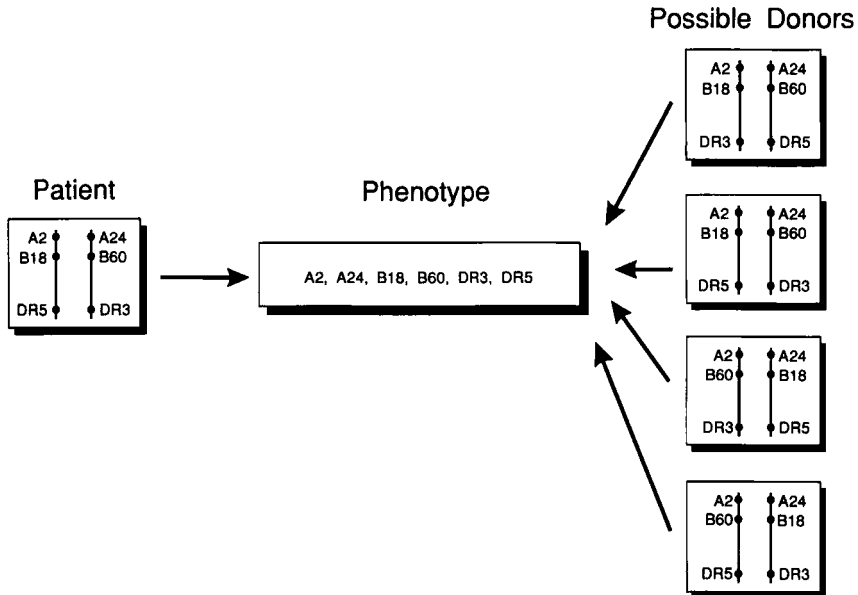 Possible Donors
A2 A24
B18 B60
DR3 DR5
Patient
Phenotype
A2 A24
B18 B60
DR5 DR3
A2, A24, B18, B60, DR3, DR5
A2 A24
B18 B60
DR5 DR3
A2 A24
B60 B18
DR3 DR5
A2 A24
B60 B18
DR5 DR3